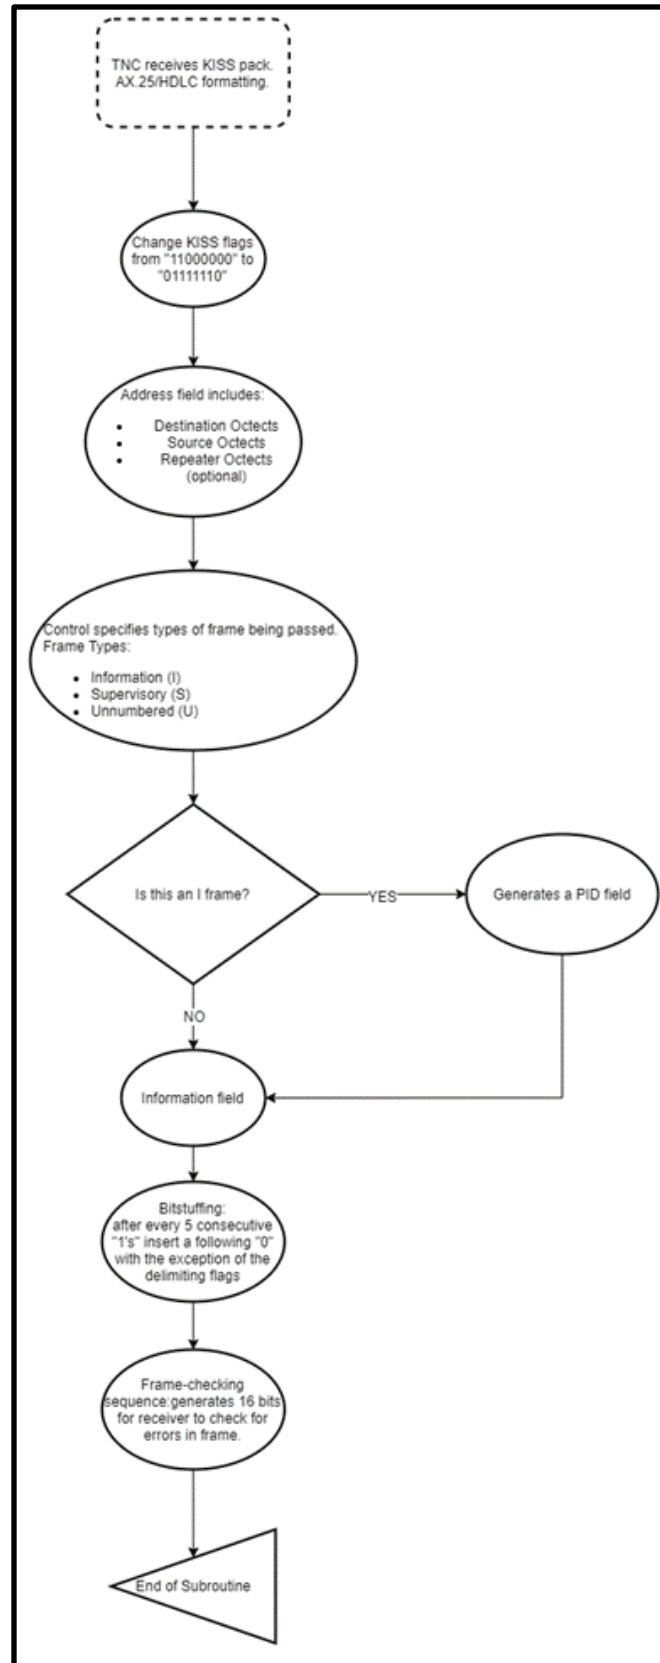 TNC receives KISS pack.
AX.25/HDLC formatting.
Change KISS flags
from "11000000" to
"01111110"
Address field includes:
• Destination Octects
• Source Octects
• Repeater Octects
(optional)
Control specifies types of frame being passed.
Frame Types:
• Information (I)
• Supervisory (S)
• Unnumbered (U)
Is this an I frame?
YES
Generates a PID field
NO
Information field
Bitstuffing:
after every 5 consecutive
"1's" insert a following "0"
with the exception of the
delimiting flags
Frame-checking
sequence:generates 16 bits
for receiver to check for
errors in frame.
End of Subroutine